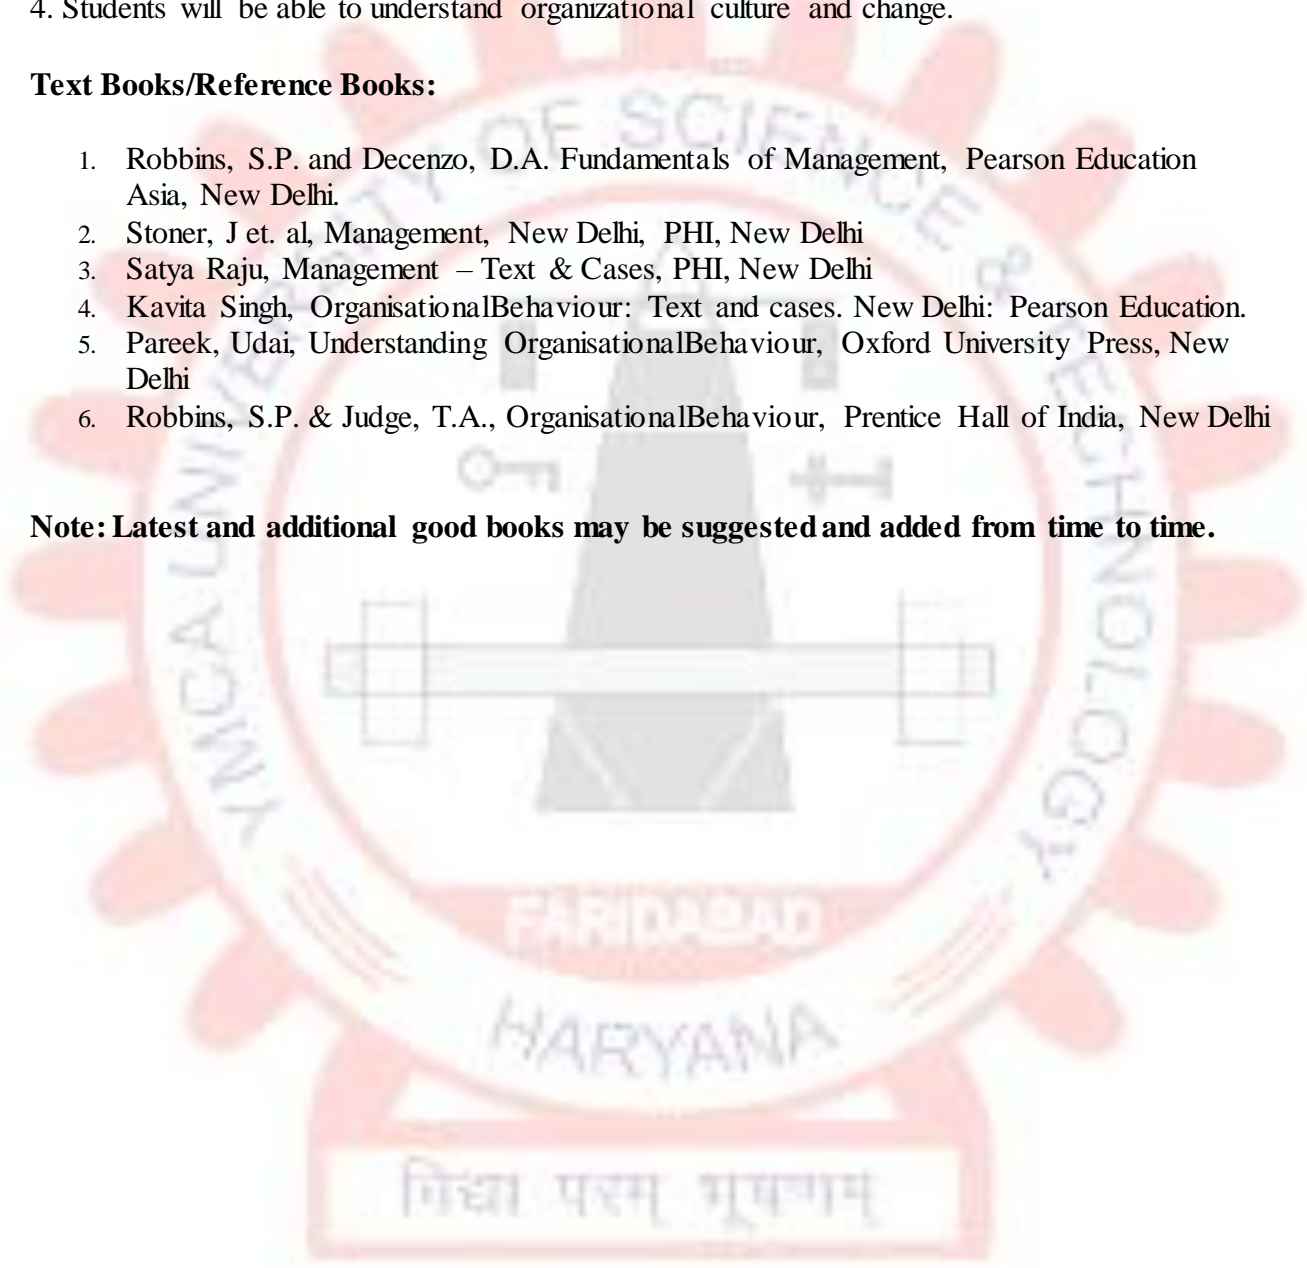 4. Students will be able to understand organizational culture and change.
Text Books/Reference Books:
1. Robbins, S.P. and Decenzo, D.A. Fundamentals of Management, Pearson Education
Asia, New Delhi.
2. Stoner, J et. al, Management, New Delhi, PHI, New Delhi
3. Satya Raju, Management – Text & Cases, PHI, New Delhi
4. Kavita Singh, OrganisationalBehaviour: Text and cases. New Delhi: Pearson Education.
5. Pareek, Udai, Understanding OrganisationalBehaviour, Oxford University Press, New
Delhi
6. Robbins, S.P. & Judge, T.A., OrganisationalBehaviour, Prentice Hall of India, New Delhi
Note: Latest and additional good books may be suggested and added from time to time.
YMCA UNIVERSITY OF SCIENCE & TECHNOLOGY
FARIDABAD
HARYANA
विद्या परम् भूषणम्